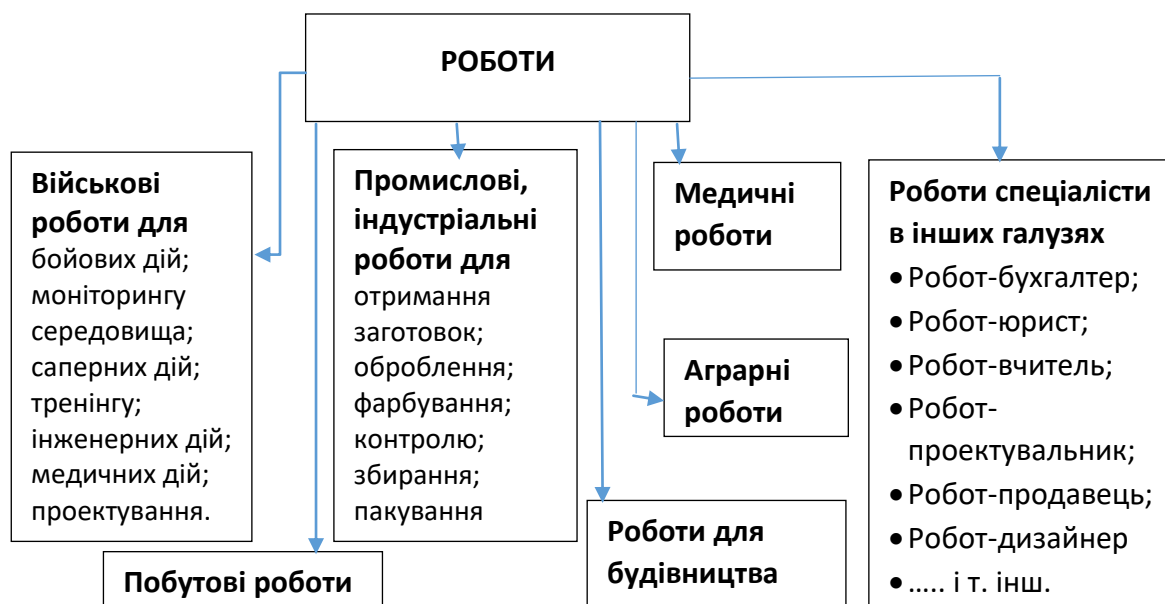 РОБОТИ
Військові
роботи для
бойових дій;
моніторингу
середовища;
саперних дій;
тренінгу;
інженерних дій;
медичних дій;
проектування.
Промислові,
індустріальні
роботи для
отримання
заготовок;
оброблення;
фарбування;
контролю;
збирання;
пакування
Медичні
роботи
Аграрні
роботи
Роботи спеціалісти
в інших галузях
• Робот-бухгалтер;
• Робот-юрист;
• Робот-вчитель;
• Робот-
проектувальник;
• Робот-продавець;
• Робот-дизайнер
• ..... і т. інш.
Побутові роботи
Роботи для
будівництва